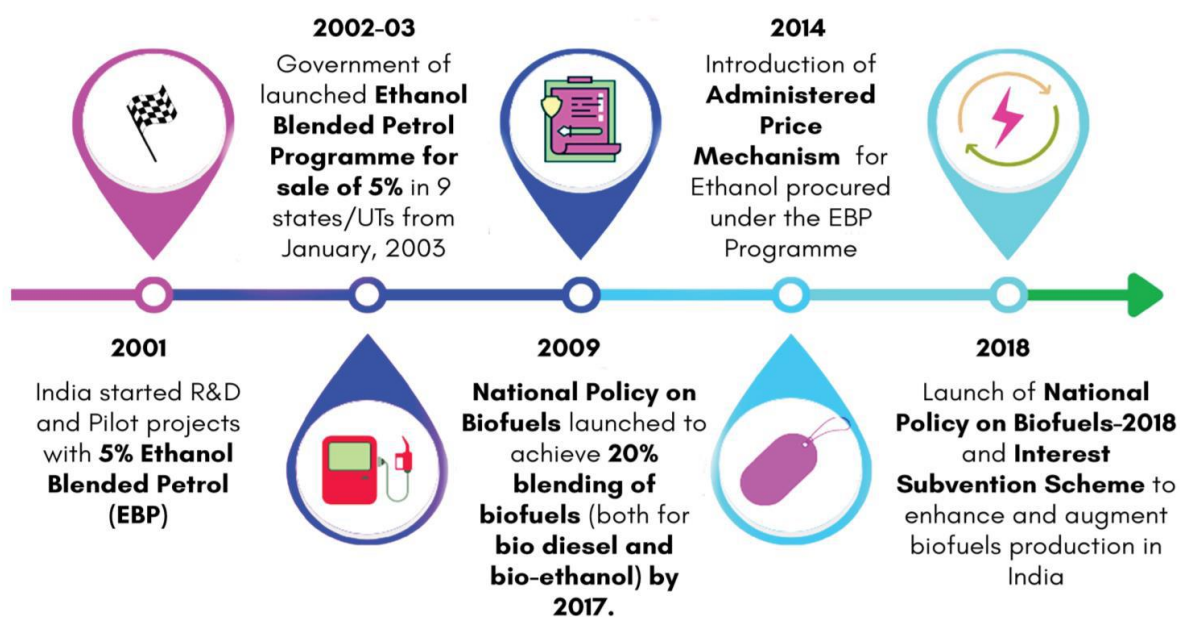 2001
India started R&D
and Pilot projects
with 5% Ethanol
Blended Petrol
(EBP)
2002-03
Government of
launched Ethanol
Blended Petrol
Programme for
sale of 5% in 9
states/UTs from
January, 2003
2009
National Policy on
Biofuels launched to
achieve 20%
blending of
biofuels (both for
bio diesel and
bio-ethanol) by
2017.
2014
Introduction of
Administered
Price
Mechanism for
Ethanol procured
under the EBP
Programme
2018
Launch of National
Policy on Biofuels-2018
and Interest
Subvention Scheme to
enhance and augment
biofuels production in
India